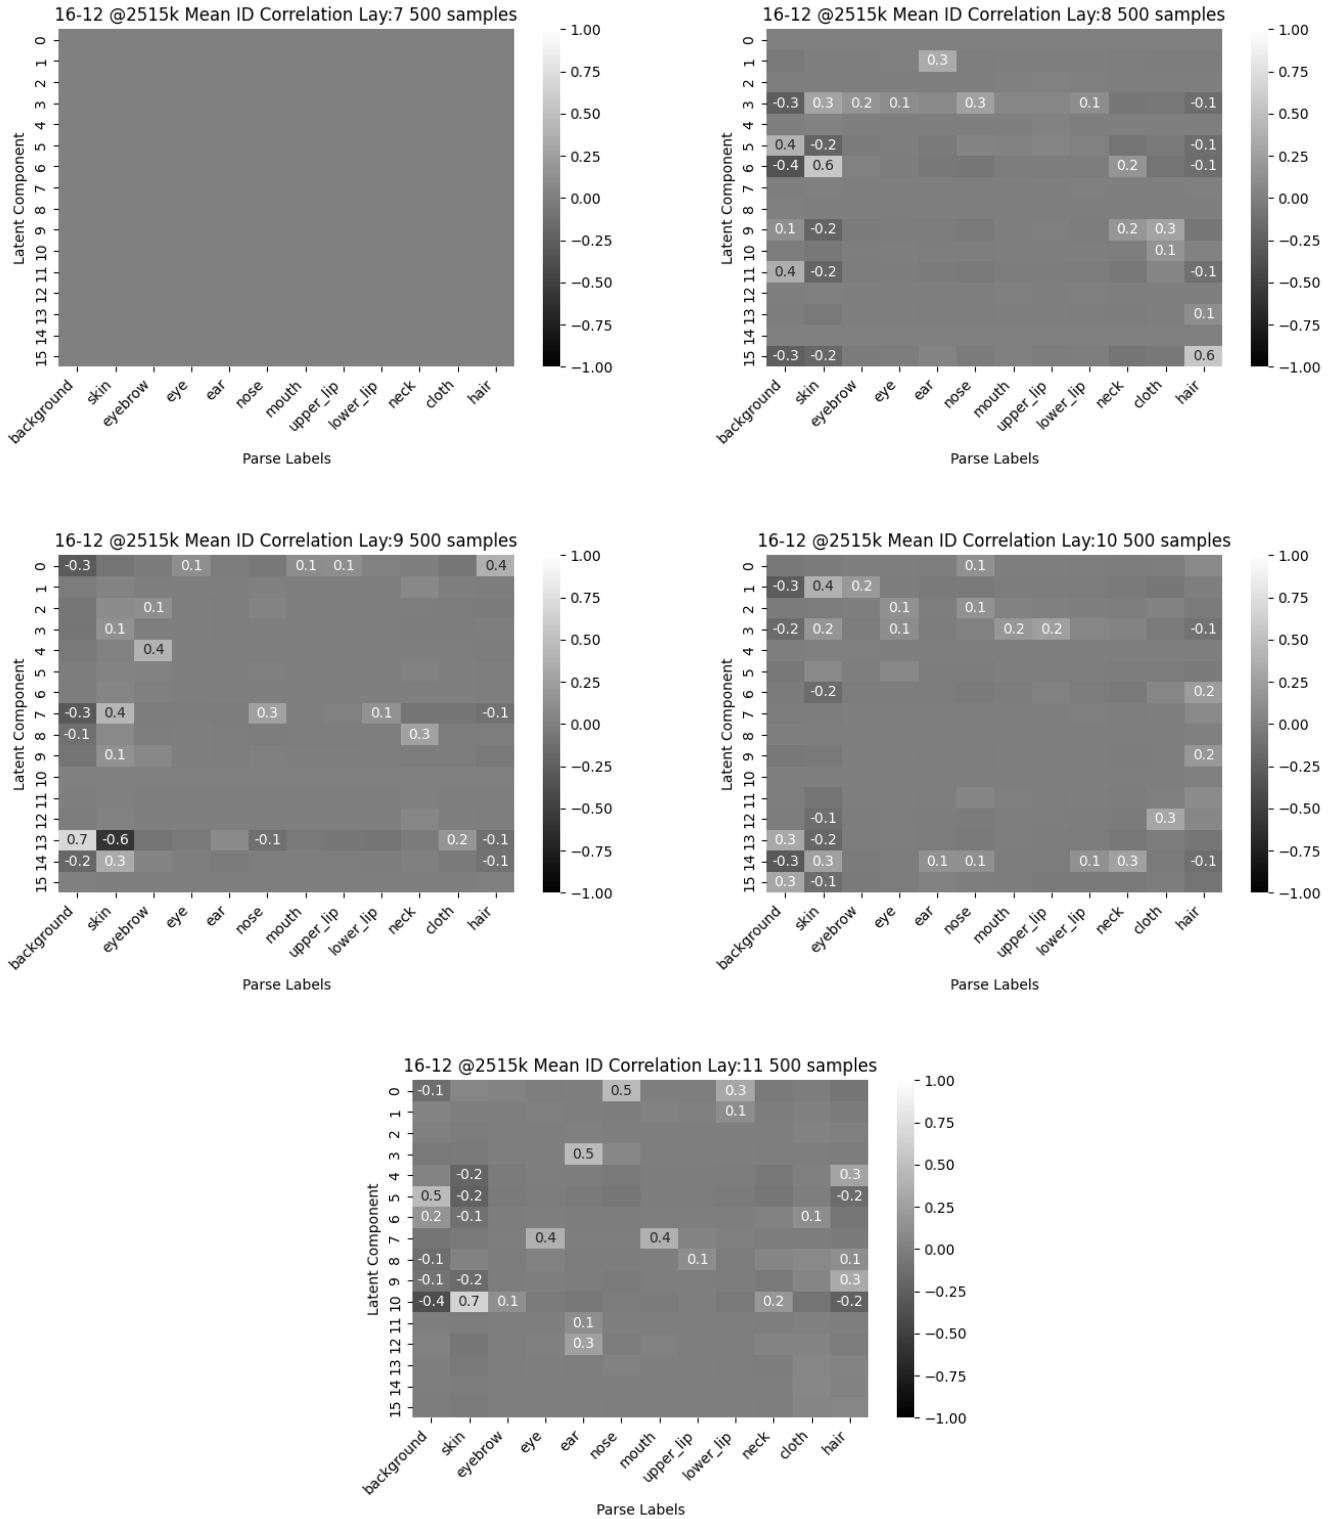 16-12 @2515k Mean ID Correlation Lay:7 500 samples
Latent Component
0
1
2
3
4
5
6
7
8
9
10
11
12
13
14
15
background skin eyebrow eye ear nose mouth upper_lip lower_lip neck cloth hair
Parse Labels
1.00
0.75
0.50
0.25
0.00
−0.25
−0.50
−0.75
−1.00
16-12 @2515k Mean ID Correlation Lay:8 500 samples
Latent Component
0
1 0.3
2
3 -0.3 0.3 0.2 0.1 0.3 0.1 -0.1
4
5 0.4 -0.2 -0.1
6 -0.4 0.6 0.2 -0.1
7
8
9 0.1 -0.2 0.2 0.3
10 0.1
11 0.4 -0.2 -0.1
12
13 0.1
14
15 -0.3 -0.2 0.6
background skin eyebrow eye ear nose mouth upper_lip lower_lip neck cloth hair
Parse Labels
1.00
0.75
0.50
0.25
0.00
−0.25
−0.50
−0.75
−1.00
16-12 @2515k Mean ID Correlation Lay:9 500 samples
Latent Component
0 -0.3 0.1 0.1 0.1 0.4
1
2 0.1
3 0.1
4 0.4
5
6
7 -0.3 0.4 0.3 0.1 -0.1
8 -0.1 0.3
9 0.1
10
11
12
13 0.7 -0.6 -0.1 0.2 -0.1
14 -0.2 0.3 -0.1
15
background skin eyebrow eye ear nose mouth upper_lip lower_lip neck cloth hair
Parse Labels
1.00
0.75
0.50
0.25
0.00
−0.25
−0.50
−0.75
−1.00
16-12 @2515k Mean ID Correlation Lay:10 500 samples
Latent Component
0 0.1
1 -0.3 0.4 0.2
2 0.1 0.1
3 -0.2 0.2 0.1 0.2 0.2 -0.1
4
5
6 -0.2 0.2
7
8
9 0.2
10
11
12 -0.1 0.3
13 0.3 -0.2
14 -0.3 0.3 0.1 0.1 0.1 0.3 -0.1
15 0.3 -0.1
background skin eyebrow eye ear nose mouth upper_lip lower_lip neck cloth hair
Parse Labels
1.00
0.75
0.50
0.25
0.00
−0.25
−0.50
−0.75
−1.00
16-12 @2515k Mean ID Correlation Lay:11 500 samples
Latent Component
0 -0.1 0.5 0.3
1 0.1
2
3 0.5
4 -0.2 0.3
5 0.5 -0.2 -0.2
6 0.2 -0.1 0.1
7 0.4 0.4
8 -0.1 0.1 0.1
9 -0.1 -0.2 0.3
10 -0.4 0.7 0.1 0.2 -0.2
11 0.1
12 0.3
13
14
15
background skin eyebrow eye ear nose mouth upper_lip lower_lip neck cloth hair
Parse Labels
1.00
0.75
0.50
0.25
0.00
−0.25
−0.50
−0.75
−1.00